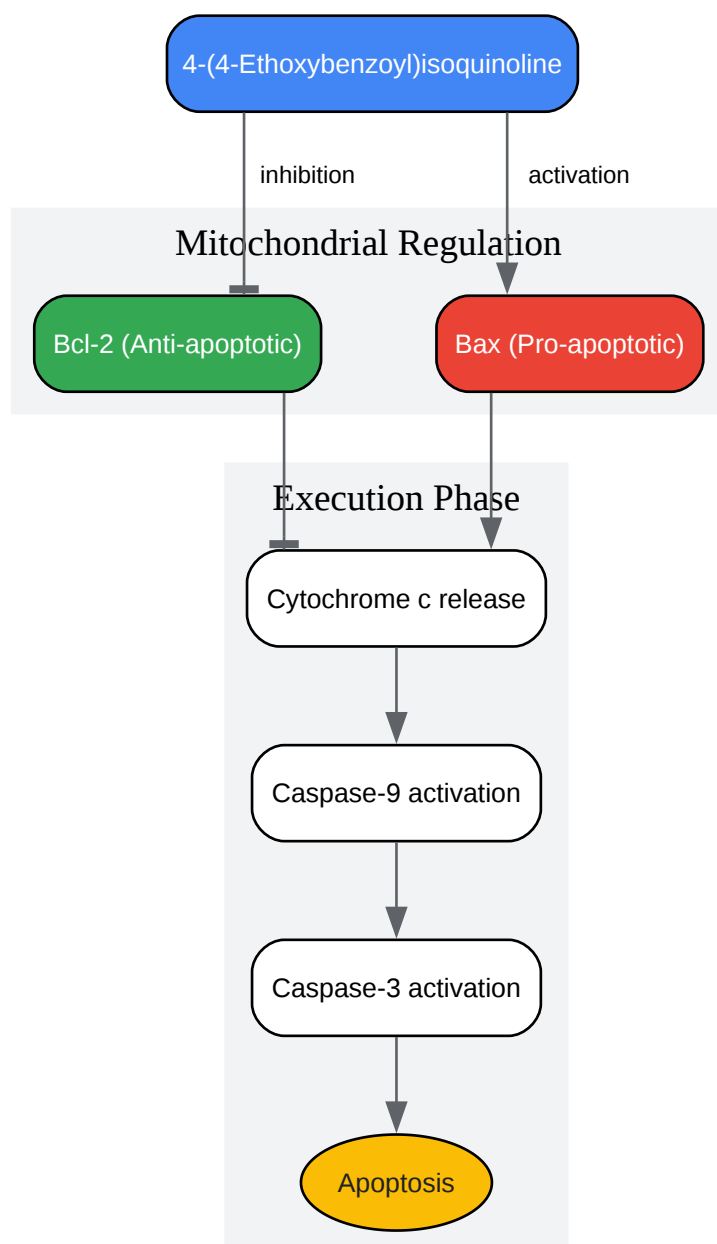 4-(4-Ethoxybenzoyl)isoquinoline
inhibition
activation
Mitochondrial Regulation
Bcl-2 (Anti-apoptotic)
Bax (Pro-apoptotic)
Execution Phase
Cytochrome c release
Caspase-9 activation
Caspase-3 activation
Apoptosis